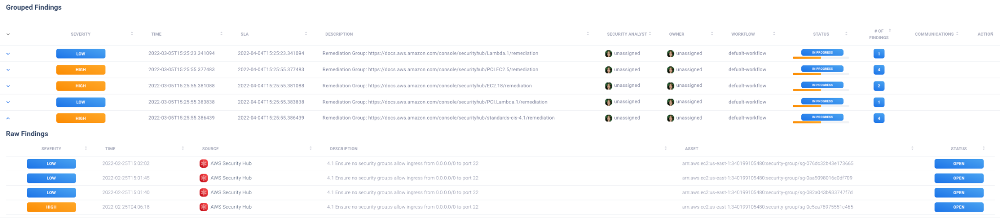 Grouped Findings
SEVERITY TIME SLA DESCRIPTION SECURITY ANALYST OWNER WORKFLOW STATUS # OF FINDINGS COMMUNICATIONS ACTION
LOW 2022-03-05T15:25:23.341094 2022-04-04T15:25:23.341094 Remediation Group: https://docs.aws.amazon.com/console/securityhub/Lambda.1/remediation unassigned unassigned defualt-workflow IN PROGRESS 1
HIGH 2022-03-05T15:25:55.377483 2022-04-04T15:25:55.377483 Remediation Group: https://docs.aws.amazon.com/console/securityhub/PCI.EC2.5/remediation unassigned unassigned defualt-workflow IN PROGRESS 4
HIGH 2022-03-05T15:25:55.381088 2022-04-04T15:25:55.381088 Remediation Group: https://docs.aws.amazon.com/console/securityhub/EC2.18/remediation unassigned unassigned defualt-workflow IN PROGRESS 2
LOW 2022-03-05T15:25:55.383838 2022-04-04T15:25:55.383838 Remediation Group: https://docs.aws.amazon.com/console/securityhub/PCI.Lambda.1/remediation unassigned unassigned defualt-workflow IN PROGRESS 1
HIGH 2022-03-05T15:25:55.386439 2022-04-04T15:25:55.386439 Remediation Group: https://docs.aws.amazon.com/console/securityhub/standards-cis-4.1/remediation unassigned unassigned defualt-workflow IN PROGRESS 4
Raw Findings
SEVERITY TIME SOURCE DESCRIPTION ASSET STATUS
LOW 2022-02-25T15:02:02 AWS Security Hub 4.1 Ensure no security groups allow ingress from 0.0.0.0/0 to port 22 arn:aws:ec2:us-east-1:340199105480:security-group/sg-076dc32b43e173665 OPEN
LOW 2022-02-25T15:01:45 AWS Security Hub 4.1 Ensure no security groups allow ingress from 0.0.0.0/0 to port 22 arn:aws:ec2:us-east-1:340199105480:security-group/sg-0aa5098016e0df709 OPEN
LOW 2022-02-25T15:01:40 AWS Security Hub 4.1 Ensure no security groups allow ingress from 0.0.0.0/0 to port 22 arn:aws:ec2:us-east-1:340199105480:security-group/sg-082a043b933747f7d OPEN
HIGH 2022-02-25T04:06:18 AWS Security Hub 4.1 Ensure no security groups allow ingress from 0.0.0.0/0 to port 22 arn:aws:ec2:us-east-1:340199105480:security-group/sg-0c5ea78975551c465 OPEN